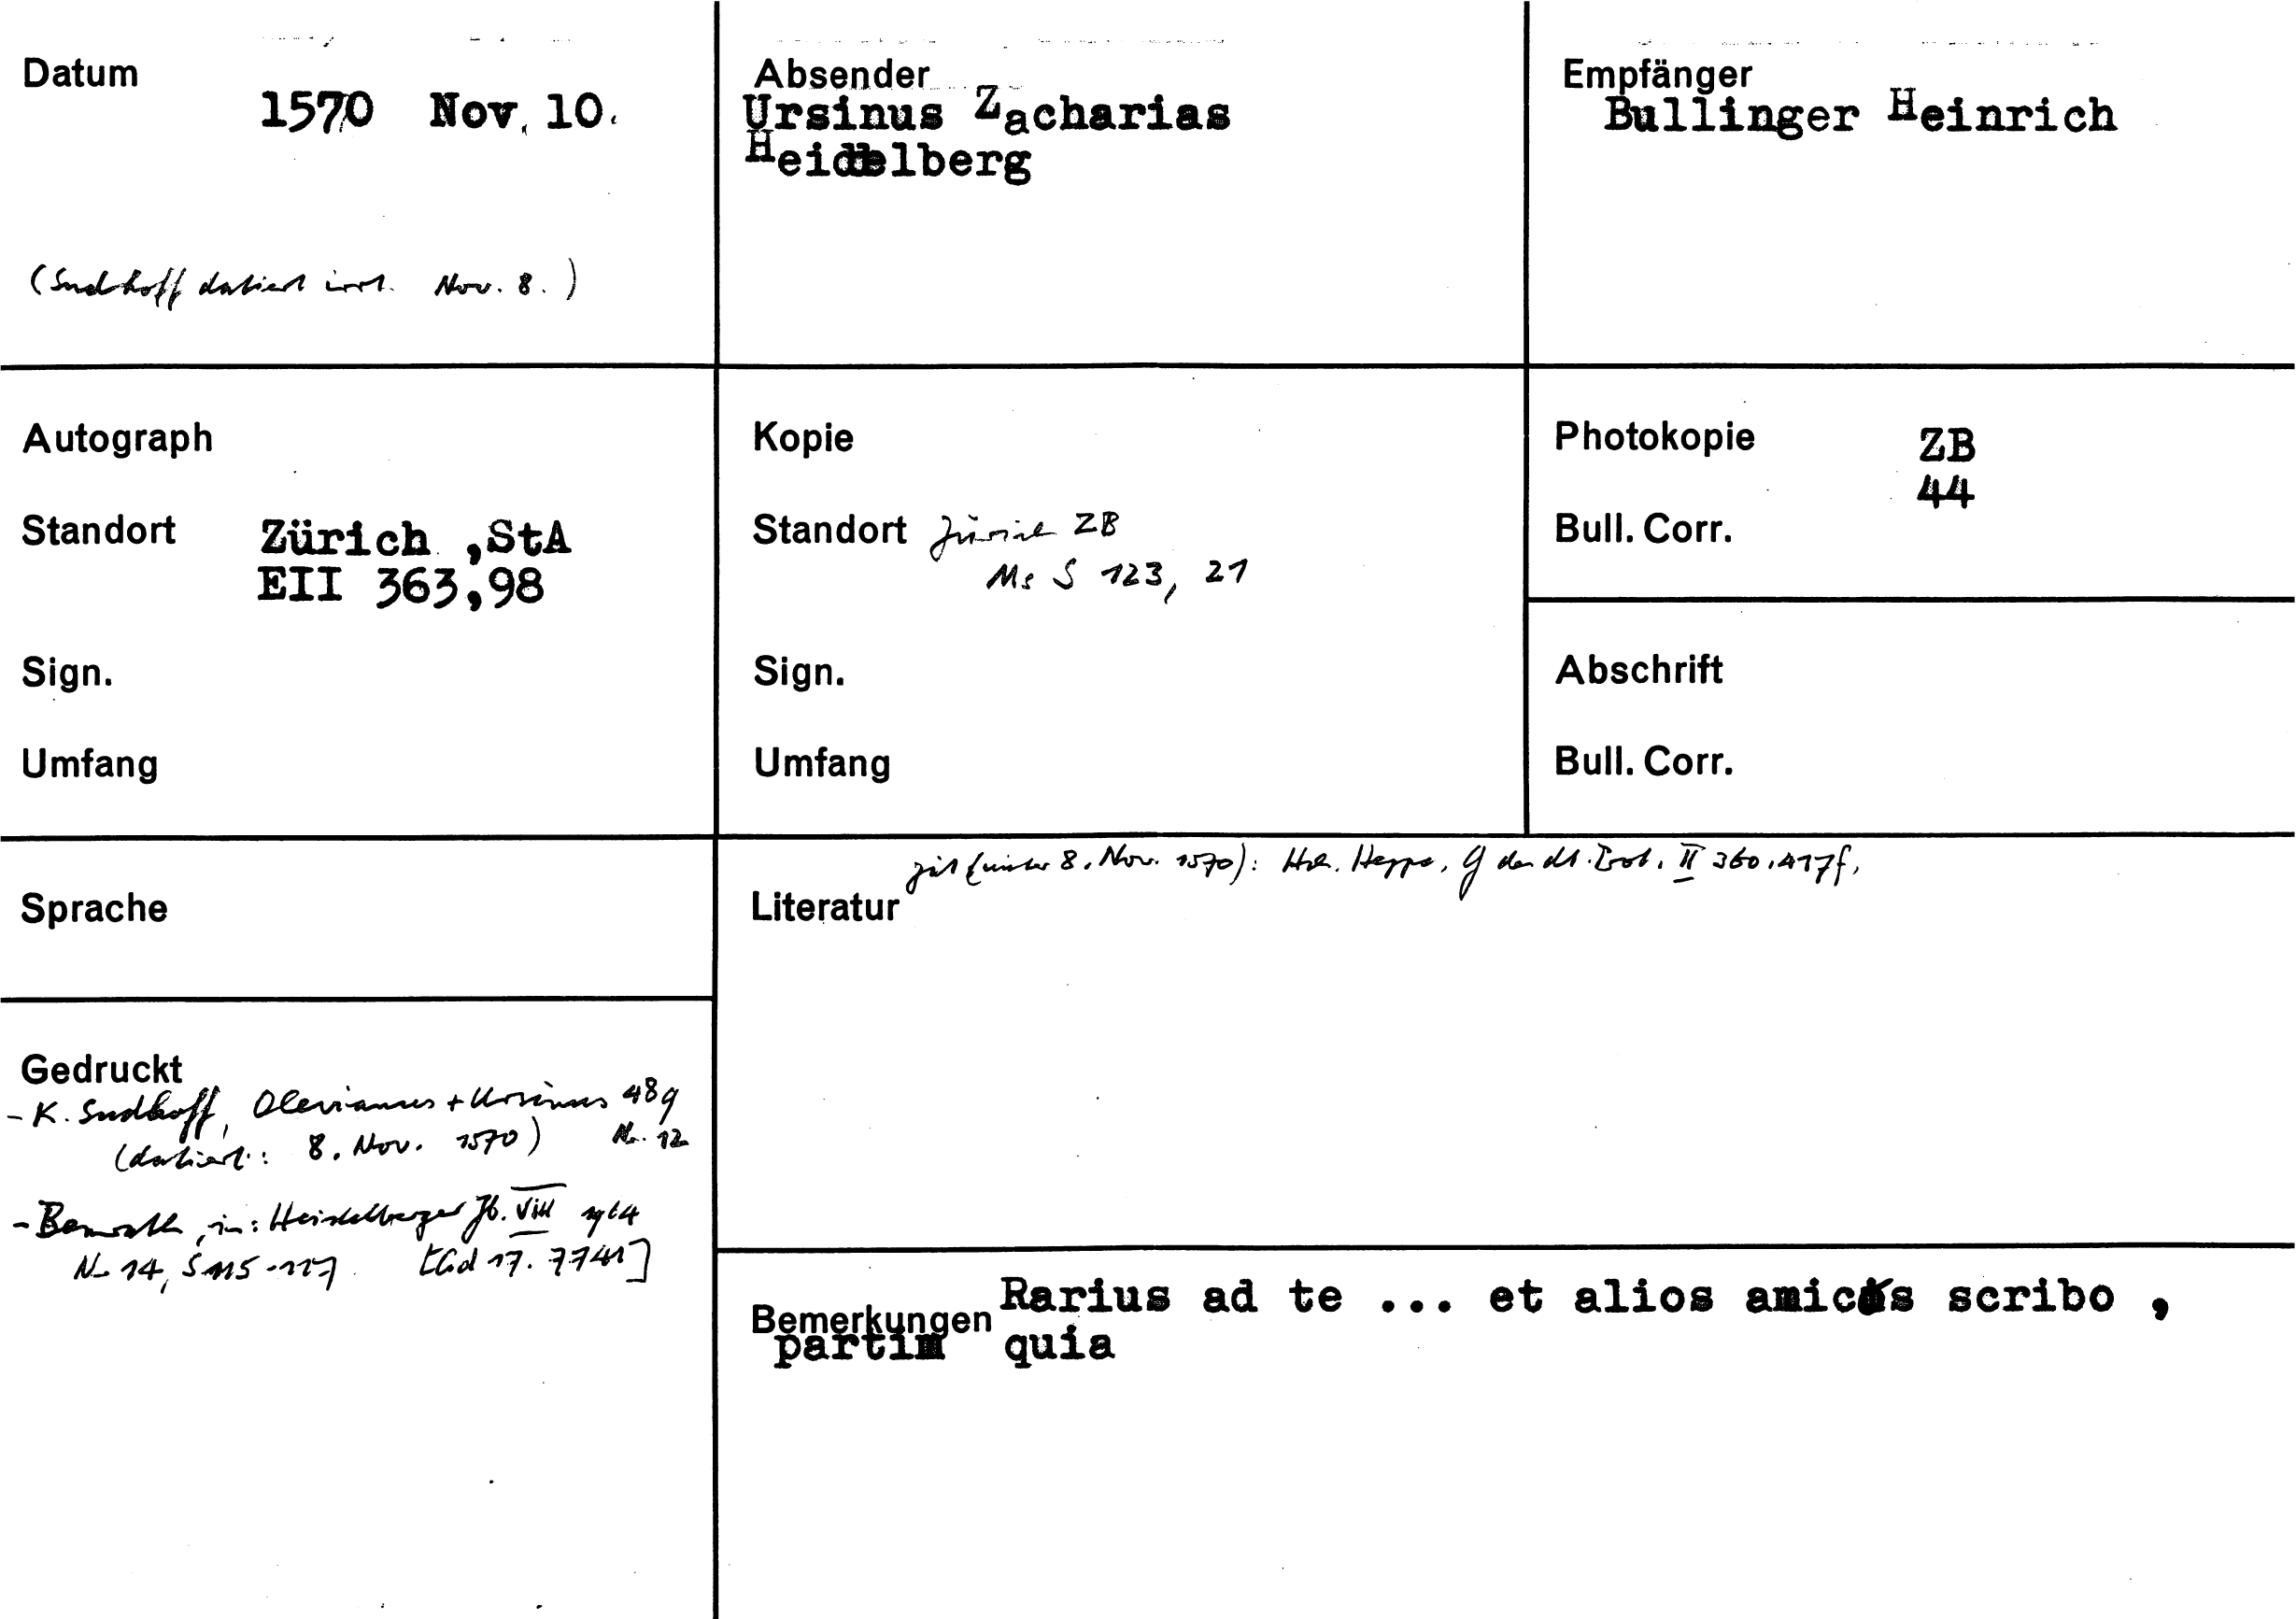 Datum
1570 Nov. 10.
(Sudhoff datiert irrt. Nov. 8.)
Absender
Ursinus Zacharias
Heidelberg
Empfänger
Bullinger Heinrich
Autograph
Standort Zürich ,StA
EII 363,98
Sign.
Umfang
Kopie
Standort Zürich ZB
Ms S 123, 21
Sign.
Umfang
Photokopie ZB
44
Bull. Corr.
Abschrift
Bull. Corr.
Sprache
zit (unter 8. Nov. 1570): Heppe, G des dt. Prot. II 360.417f.
Literatur
Gedruckt
- K. Sudhoff, Olevianus + Ursinus 489
(datiert: 8. Nov. 1570) Nr. 12
- Benrath, in: Heidelberger Jb. VIII 1964
Nr 14, S 115-117 [Gd 17. 7741]
Bemerkungen Rarius ad te ... et alios amicos scribo ,
partim quia